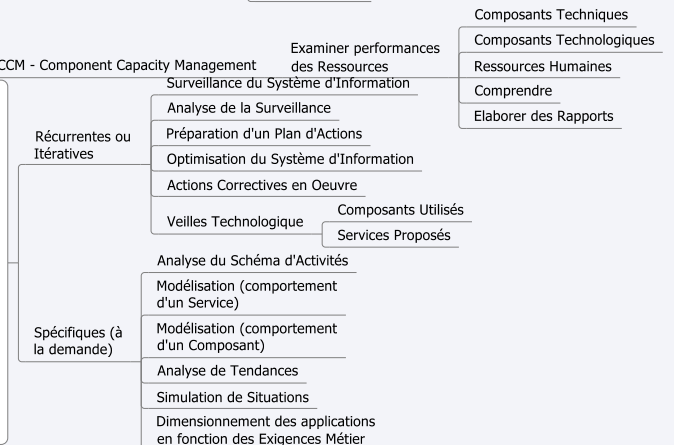 CCM - Component Capacity Management
Examiner performances
des Ressources
Composants Techniques
Composants Technologiques
Ressources Humaines
Comprendre
Elaborer des Rapports
Récurrentes ou
Itératives
Surveillance du Système d'Information
Analyse de la Surveillance
Préparation d'un Plan d'Actions
Optimisation du Système d'Information
Actions Correctives en Oeuvre
Veilles Technologique
Composants Utilisés
Services Proposés
Spécifiques (à
la demande)
Analyse du Schéma d'Activités
Modélisation (comportement
d'un Service)
Modélisation (comportement
d'un Composant)
Analyse de Tendances
Simulation de Situations
Dimensionnement des applications
en fonction des Exigences Métier